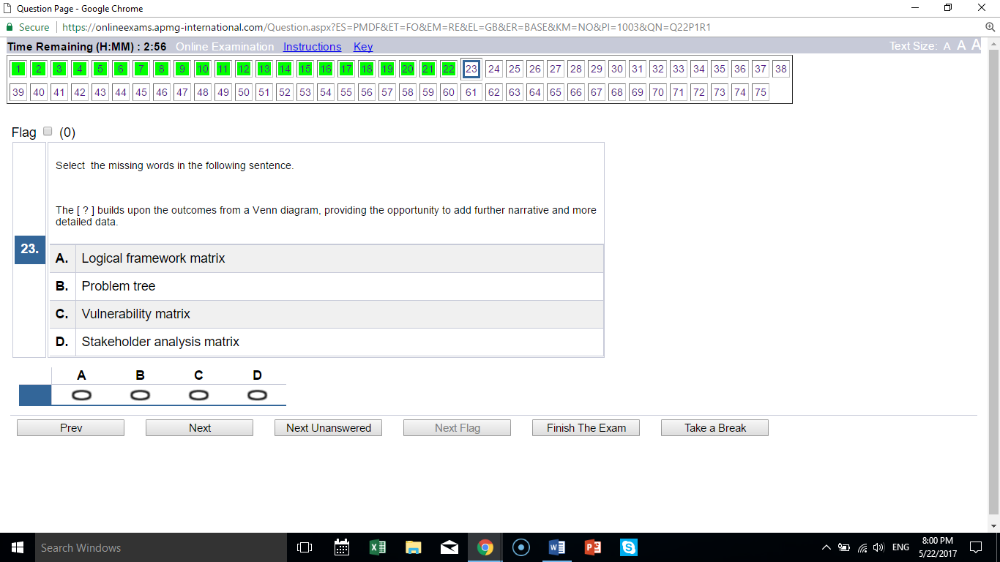 Question Page - Google Chrome
Secure https://onlineexams.apmg-international.com/Question.aspx?ES=PMDF&ET=FO&EM=RE&EL=GB&ER=BASE&KM=NO&PI=1003&QN=Q22P1R1
Time Remaining (H:MM) : 2:56 Online Examination Instructions Key Text Size: A A A
1 2 3 4 5 6 7 8 9 10 11 12 13 14 15 16 17 18 19 20 21 22 23 24 25 26 27 28 29 30 31 32 33 34 35 36 37 38
39 40 41 42 43 44 45 46 47 48 49 50 51 52 53 54 55 56 57 58 59 60 61 62 63 64 65 66 67 68 69 70 71 72 73 74 75
Flag (0)
Select the missing words in the following sentence.
The [ ? ] builds upon the outcomes from a Venn diagram, providing the opportunity to add further narrative and more
detailed data.
23.
A. Logical framework matrix
B. Problem tree
C. Vulnerability matrix
D. Stakeholder analysis matrix
A B C D
Prev Next Next Unanswered Next Flag Finish The Exam Take a Break
Search Windows
ENG
8:00 PM
5/22/2017